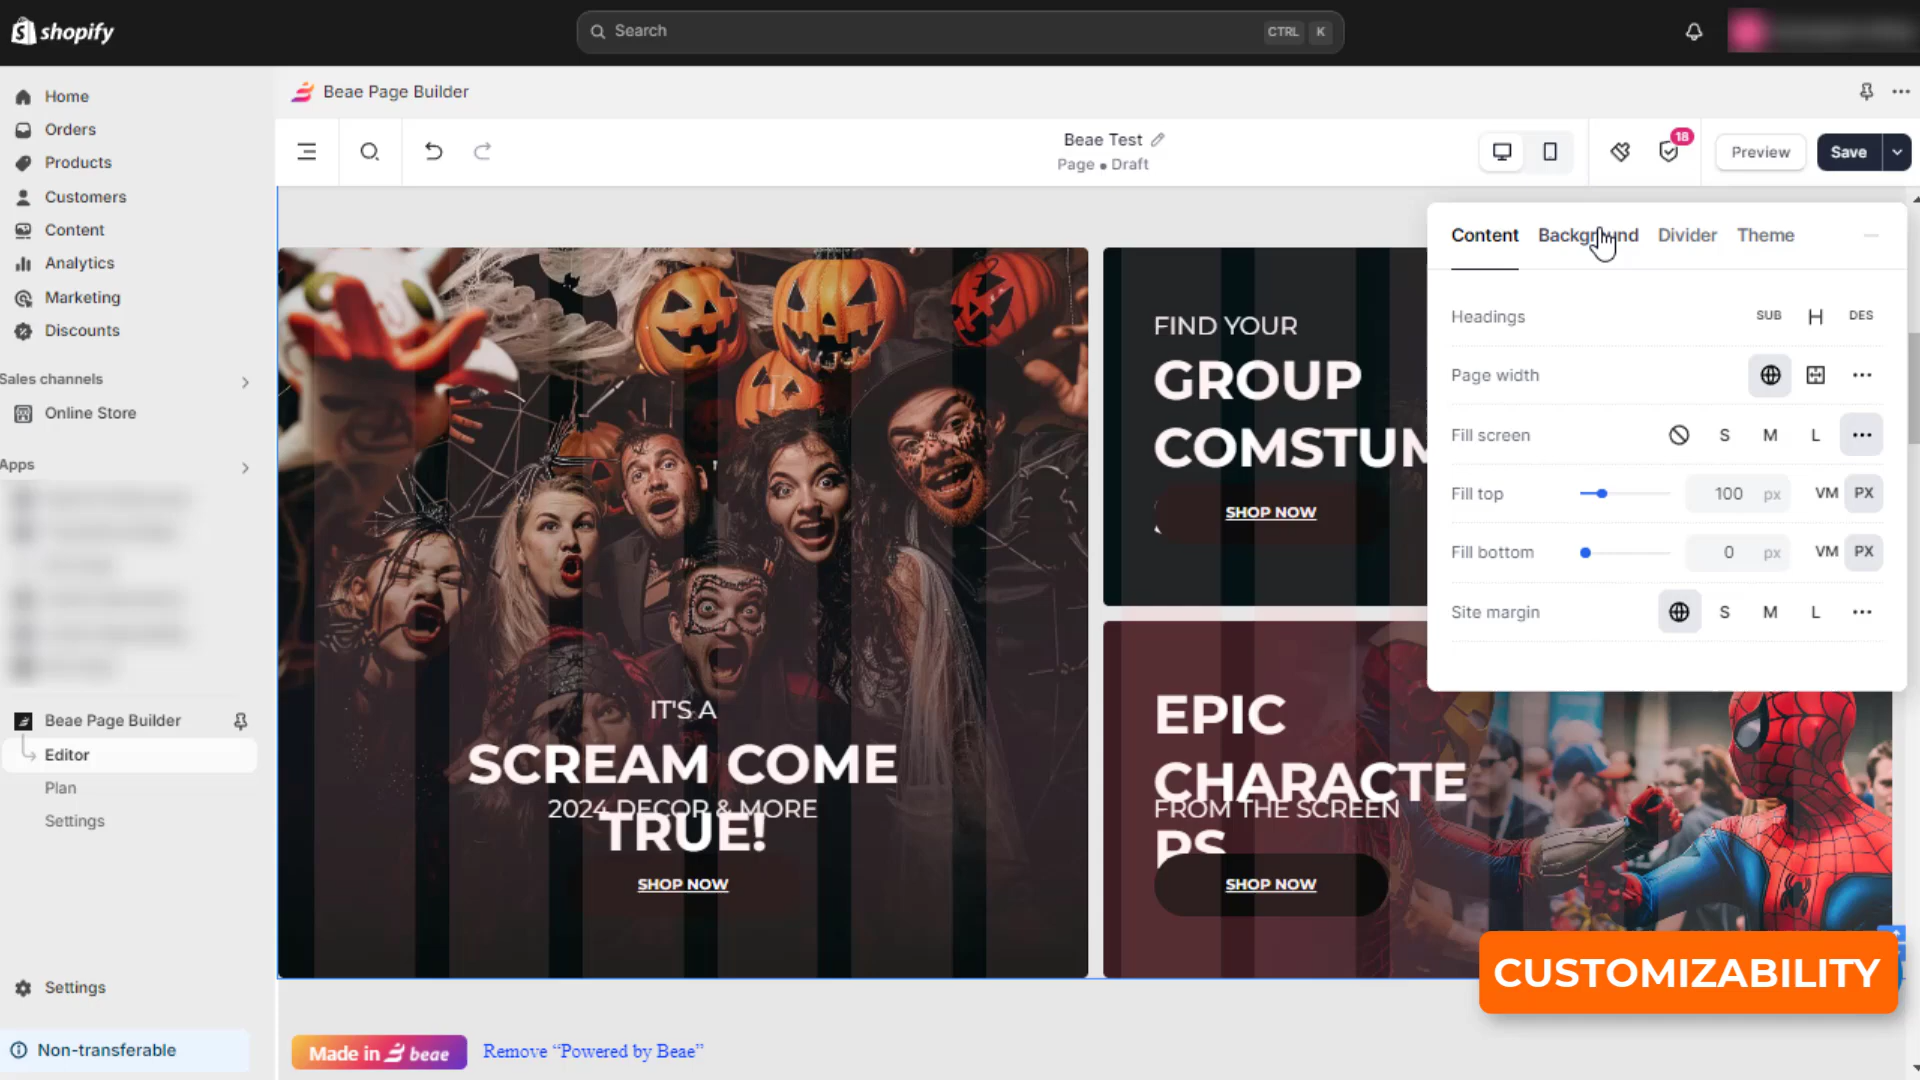 shopify
Search
CTRL K
Home
Orders
Products
Customers
Content
Analytics
Marketing
Discounts
Sales channels
Online Store
Apps
Beae Page Builder
Editor
Plan
Settings
Settings
Non-transferable
Beae Page Builder
Beae Test
Page • Draft
18
Preview
Save
IT'S A
SCREAM COME
2024 DECOR & MORE
TRUE!
SHOP NOW
FIND YOUR
GROUP
COMSTUM
SHOP NOW
EPIC
CHARACTE
FROM THE SCREEN
RS
SHOP NOW
Content Background Divider Theme
Headings SUB H DES
Page width
Fill screen S M L
Fill top 100 px VM PX
Fill bottom 0 px VM PX
Site margin S M L
CUSTOMIZABILITY
Made in beae
Remove “Powered by Beae”